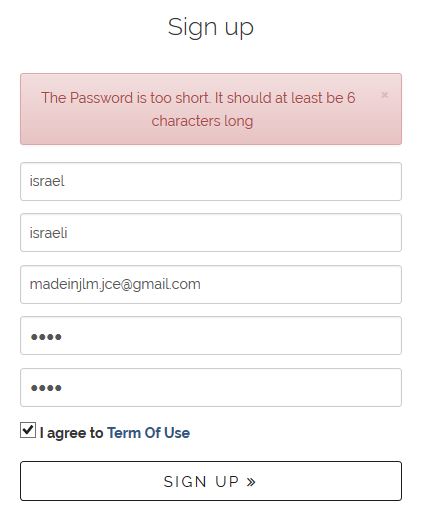 Sign up
The Password is too short. It should at least be 6 ×
characters long
israel
israeli
madeinjlm.jce@gmail.com
••••
••••
I agree to Term Of Use
SIGN UP »